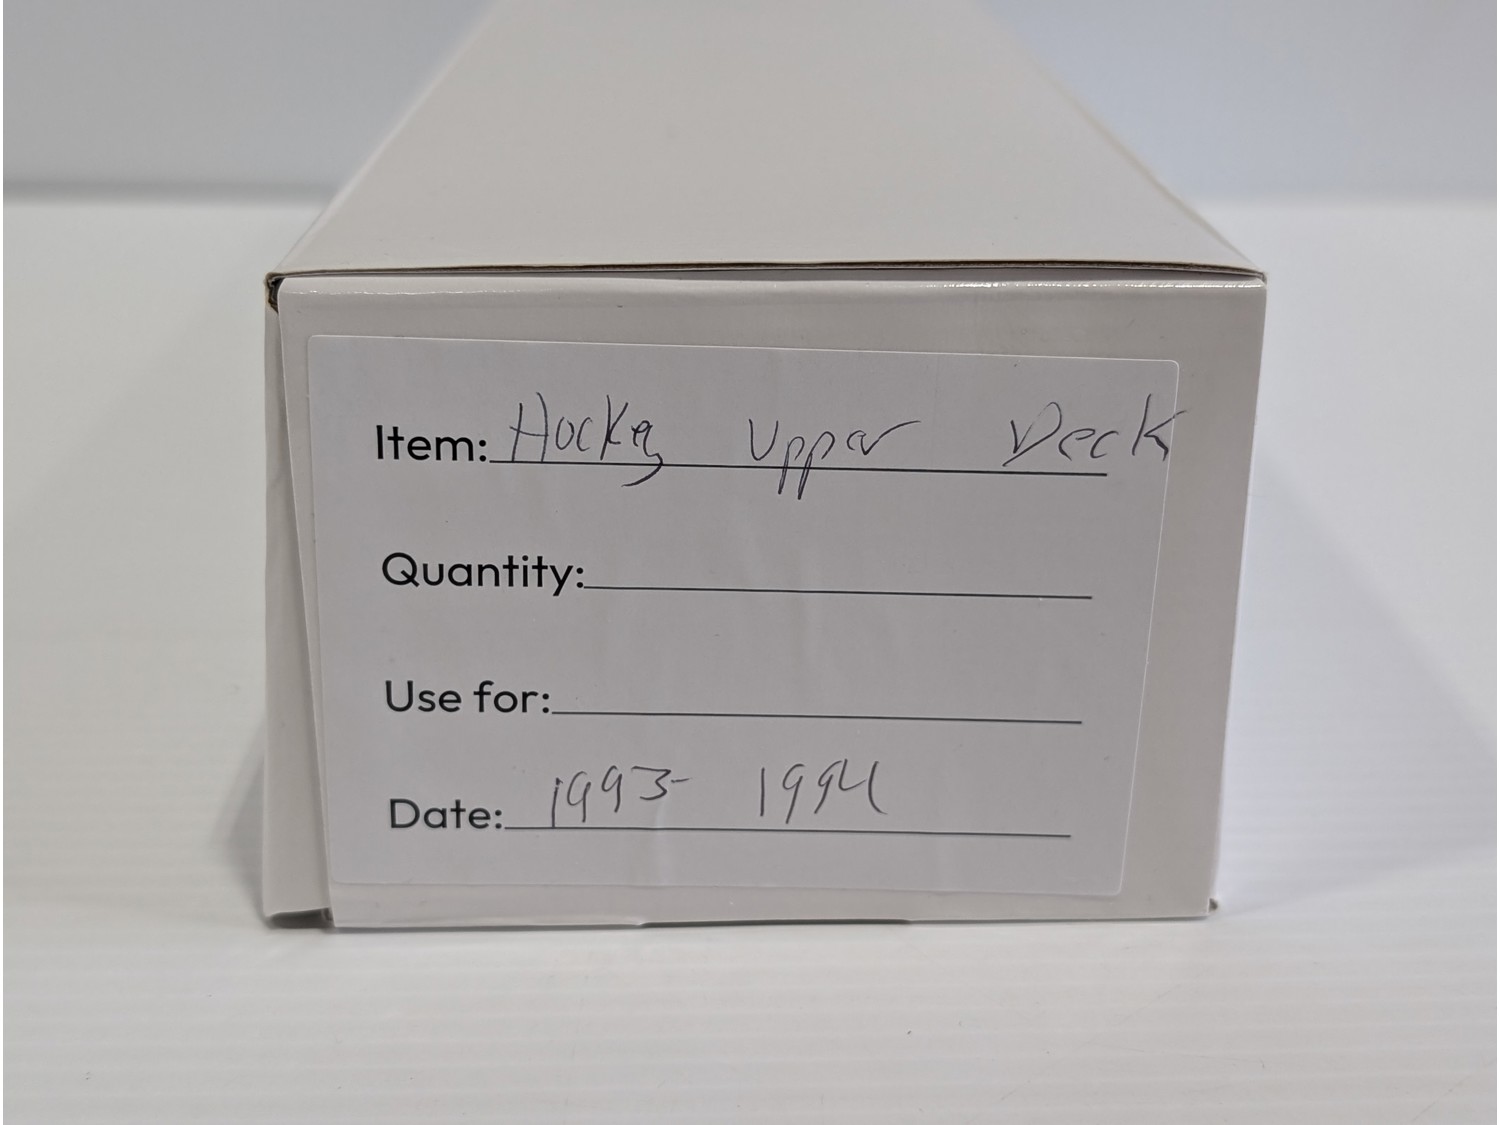 Item: Hockey Upper Deck
Quantity:
Use for:
Date: 1993- 1994